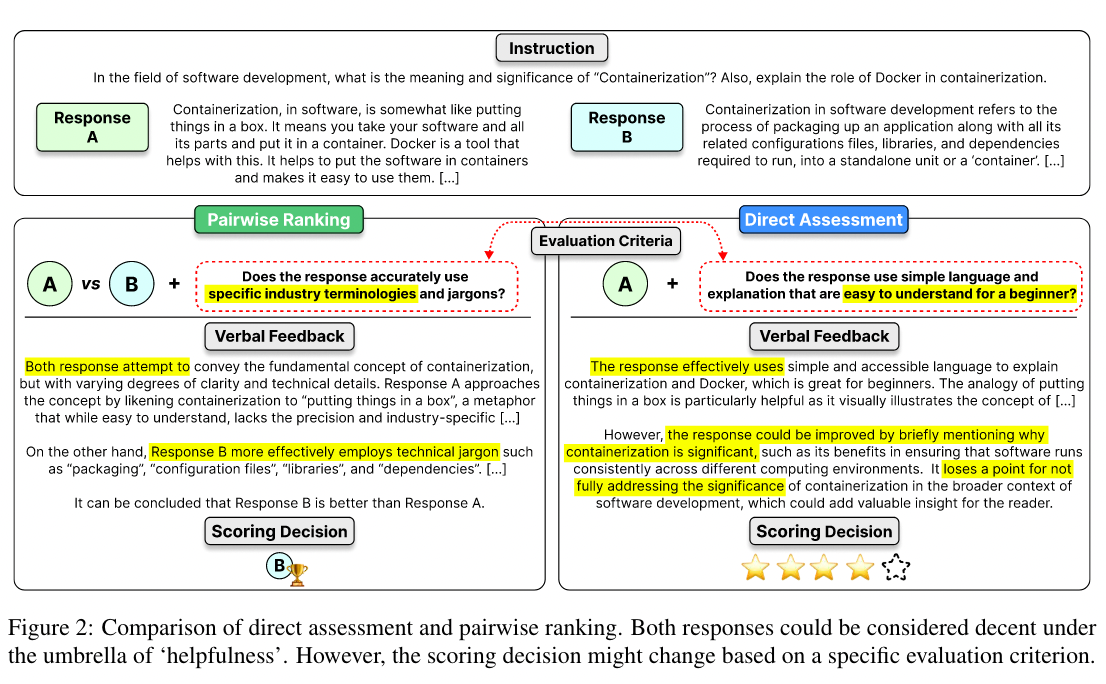 Instruction
In the field of software development, what is the meaning and significance of “Containerization”? Also, explain the role of Docker in containerization.
Response
A
Containerization, in software, is somewhat like putting
things in a box. It means you take your software and all
its parts and put it in a container. Docker is a tool that
helps with this. It helps to put the software in containers
and makes it easy to use them. [...]
Response
B
Containerization in software development refers to the
process of packaging up an application along with all its
related configurations files, libraries, and dependencies
required to run, into a standalone unit or a ‘container’. [...]
Pairwise Ranking
Evaluation Criteria
A vs B +
Does the response accurately use
specific industry terminologies and jargons?
Verbal Feedback
Both response attempt to convey the fundamental concept of containerization,
but with varying degrees of clarity and technical details. Response A approaches
the concept by likening containerization to “putting things in a box”, a metaphor
that while easy to understand, lacks the precision and industry-specific [...]
On the other hand, Response B more effectively employs technical jargon such
as “packaging”, “configuration files”, “libraries”, and “dependencies”. [...]
It can be concluded that Response B is better than Response A.
Scoring Decision
B
Direct Assessment
A +
Does the response use simple language and
explanation that are easy to understand for a beginner?
Verbal Feedback
The response effectively uses simple and accessible language to explain
containerization and Docker, which is great for beginners. The analogy of putting
things in a box is particularly helpful as it visually illustrates the concept of [...]
However, the response could be improved by briefly mentioning why
containerization is significant, such as its benefits in ensuring that software runs
consistently across different computing environments. It loses a point for not
fully addressing the significance of containerization in the broader context of
software development, which could add valuable insight for the reader.
Scoring Decision
Figure 2: Comparison of direct assessment and pairwise ranking. Both responses could be considered decent under
the umbrella of ‘helpfulness’. However, the scoring decision might change based on a specific evaluation criterion.